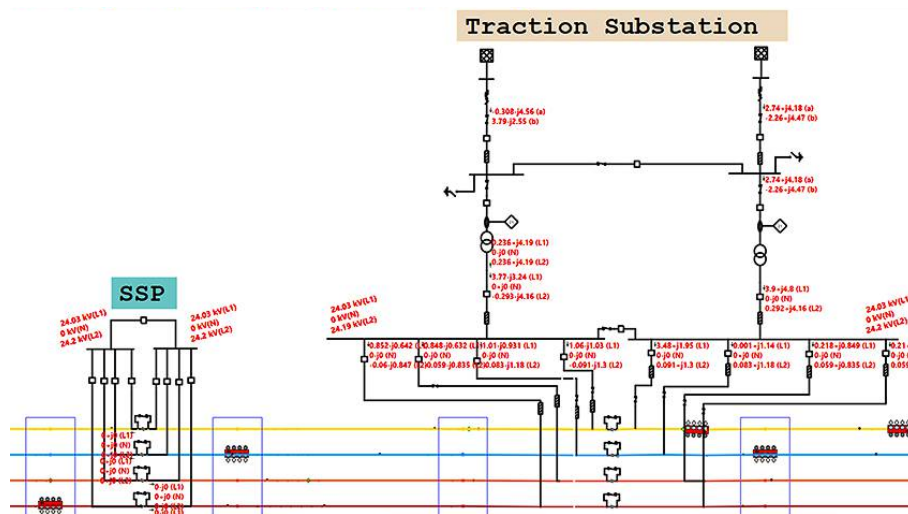 Traction Substation
-0.308-j4.56 (a)
3.79-j2.55 (b)
2.74+j4.18 (a)
-2.26+j4.47 (b)
2.74+j4.18 (a)
-2.26+j4.47 (b)
0.236+j4.19 (L1)
0-j0 (N)
0.236+j4.19 (L2)
3.77-j3.24 (L1)
0+j0 (N)
-0.293-j4.16 (L2)
3.9+j4.8 (L1)
0-j0 (N)
0.292+j4.16 (L2)
SSP
24.03 kV(L1)
0 kV(N)
24.2 kV(L2)
24.03 kV(L1)
0 kV(N)
24.2 kV(L2)
24.03 kV(L1)
0 kV(N)
24.19 kV(L2)
24.03 kV(L1)
0 kV(N)
24.2 kV(L2)
0.852-j0.642
0-j0 (N)
-0.06-j0.847
0.848-j0.632
0-j0 (N)
0.059-j0.835
1.01-j0.931 (L1)
0-j0 (N)
0.083-j1.18 (L2)
1.06-j1.03 (L1)
0-j0 (N)
-0.091-j1.3 (L2)
3.48+j1.95 (L1)
0-j0 (N)
0.091-j1.3 (L2)
0.001-j1.14 (L1)
0+j0 (N)
0.083-j1.18 (L2)
0.218-j0.849 (L1)
0-j0 (N)
0.059+j0.835 (L2)
0-j0 (N)
0+j0 (L1)
0+j0 (N)
0+j0 (N)
0-j0 (L1)
0+j0 (N)